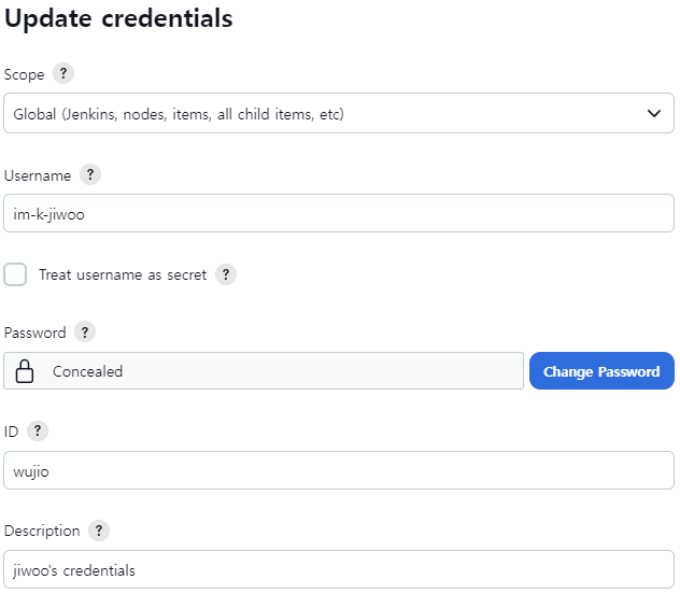 Update credentials
Scope ?
Global (Jenkins, nodes, items, all child items, etc)
Username ?
im-k-jiwoo
Treat username as secret ?
Password ?
Concealed
Change Password
ID ?
wujio
Description ?
jiwoo's credentials